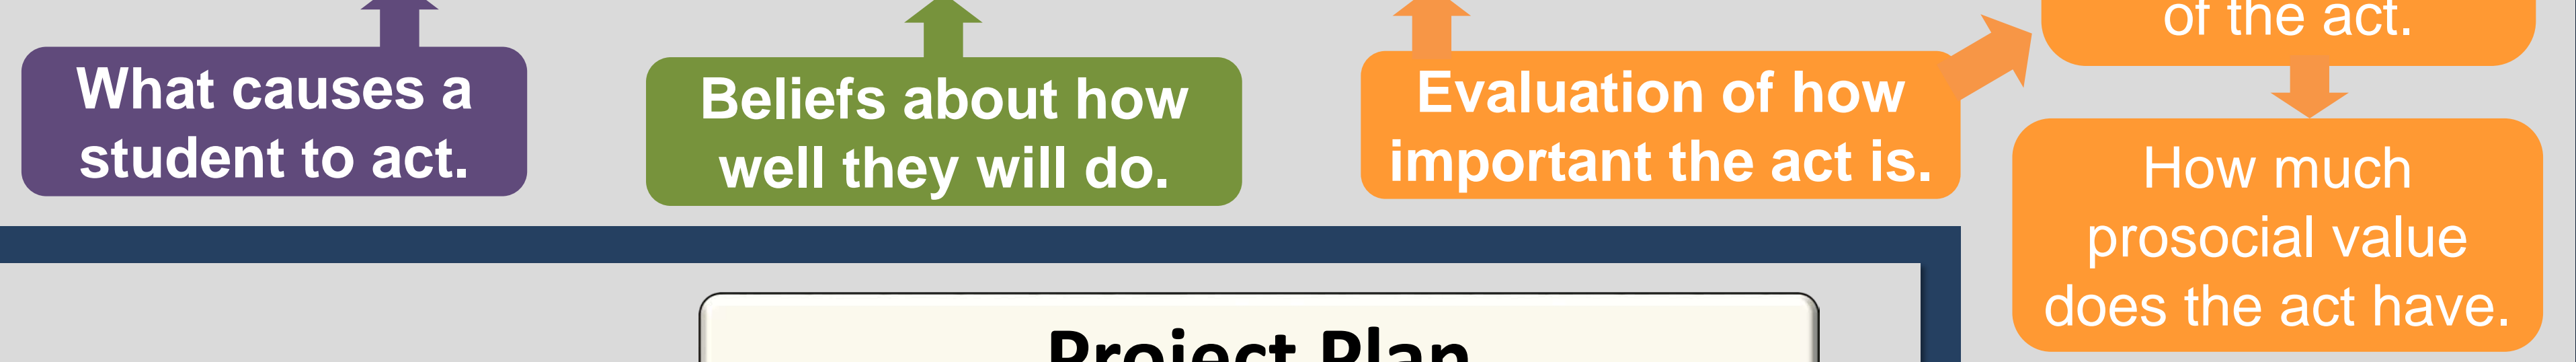 What causes a
student to act.
Beliefs about how
well they will do.
Evaluation of how
important the act is.
of the act.
How much
prosocial value
does the act have.
Project Plan